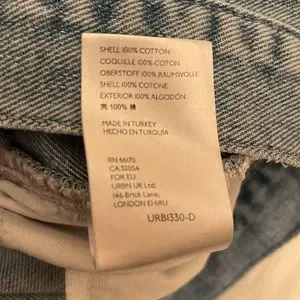 SHELL 100% COTTON
COQUILLE 100% COTON
OBERSTOFF 100% BAUMWOLLE
SHELL 100% COTONE
EXTERIOR 100% ALGODÓN
売 100% 棉
MADE IN TURKEY
HECHO EN TURQUÍA
RN 66170
CA 32054
FOR EU
URBN UK Ltd.
146 Brick Lane,
LONDON E1 6RU
URBI330-D